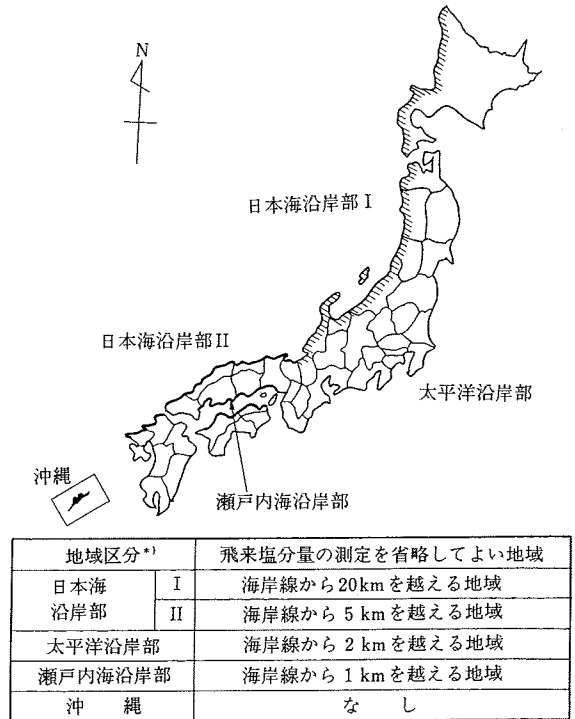 N
日本海沿岸部Ⅰ
日本海沿岸部Ⅱ
太平洋沿岸部
沖縄
瀬戸内海沿岸部
地域区分*) 飛来塩分量の測定を省略してよい地域
日本海沿岸部 Ⅰ 海岸線から20kmを越える地域
Ⅱ 海岸線から5kmを越える地域
太平洋沿岸部 海岸線から2kmを越える地域
瀬戸内海沿岸部 海岸線から1kmを越える地域
沖縄 なし